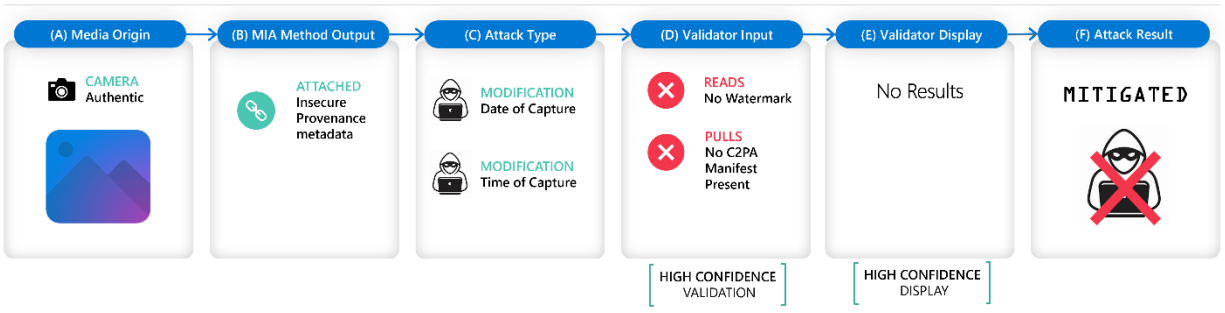 (A) Media Origin
CAMERA
Authentic
(B) MIA Method Output
ATTACHED
Insecure
Provenance
metadata
(C) Attack Type
MODIFICATION
Date of Capture
MODIFICATION
Time of Capture
(D) Validator Input
READS
No Watermark
PULLS
No C2PA
Manifest
Present
HIGH CONFIDENCE
VALIDATION
(E) Validator Display
No Results
HIGH CONFIDENCE
DISPLAY
(F) Attack Result
MITIGATED